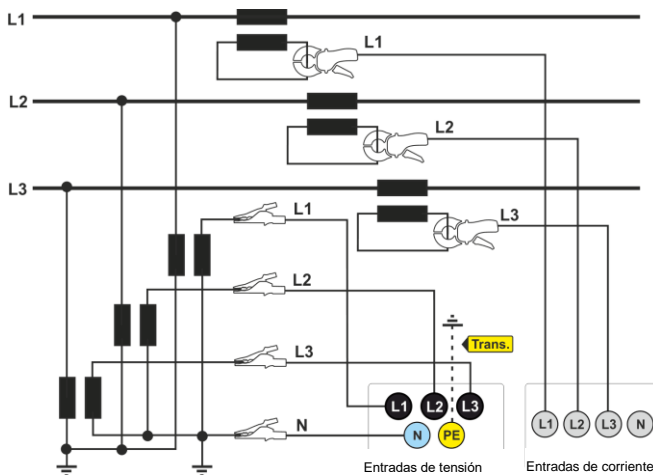 L1
L1
L2
L2
L3
L3
L1
L2
L3
Trans.
N
L1 L2 L3
N PE
L1 L2 L3 N
Entradas de tensión
Entradas de corriente